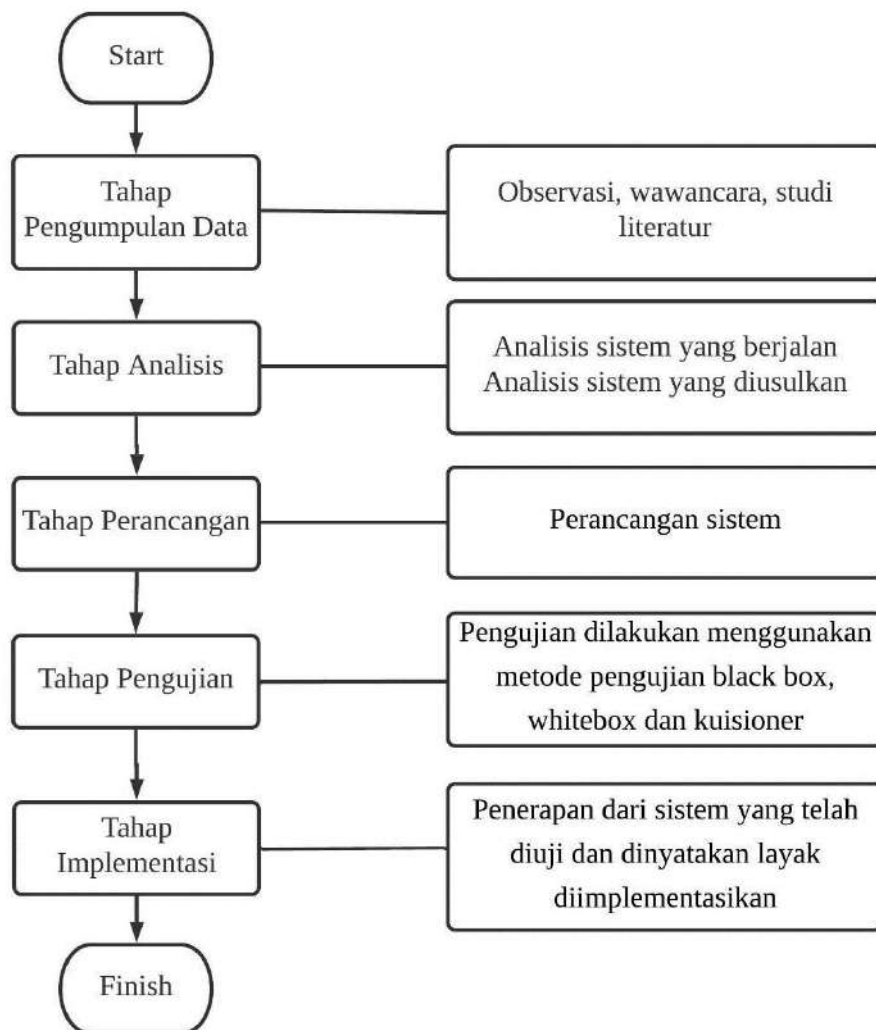 Start
Tahap
Pengumpulan Data
Observasi, wawancara, studi
literatur
Tahap Analisis
Analisis sistem yang berjalan
Analisis sistem yang diusulkan
Tahap Perancangan
Perancangan sistem
Tahap Pengujian
Pengujian dilakukan menggunakan
metode pengujian black box,
whitebox dan kuisioner
Tahap
Implementasi
Penerapan dari sistem yang telah
diuji dan dinyatakan layak
diimplementasikan
Finish